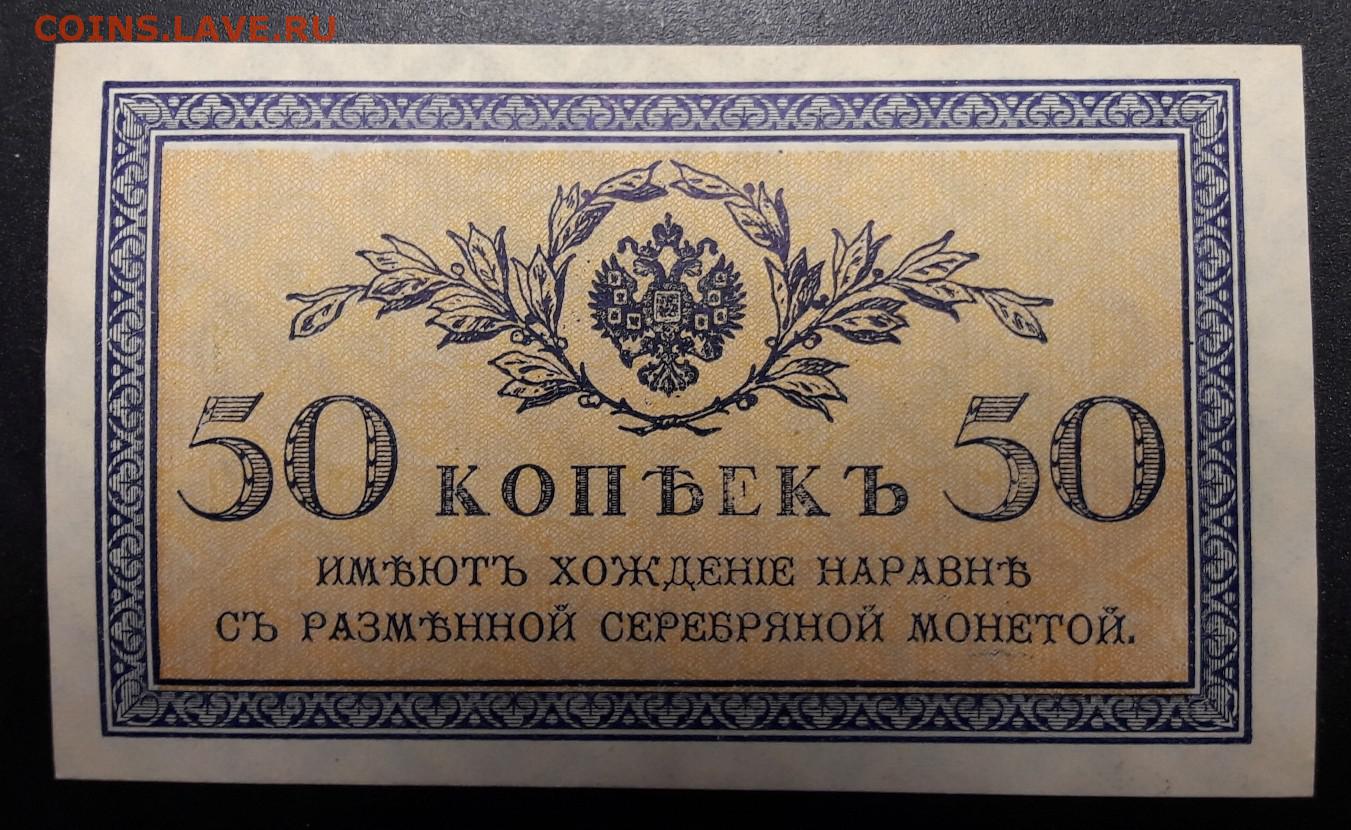 COINS.LAVE.RU
50 КОПѢЕКЪ 50
ИМѢЮТЪ ХОЖДЕНІЕ НАРАВНѢ
СЪ РАЗМѢННОЙ СЕРЕБРЯНОЙ МОНЕТОЙ.